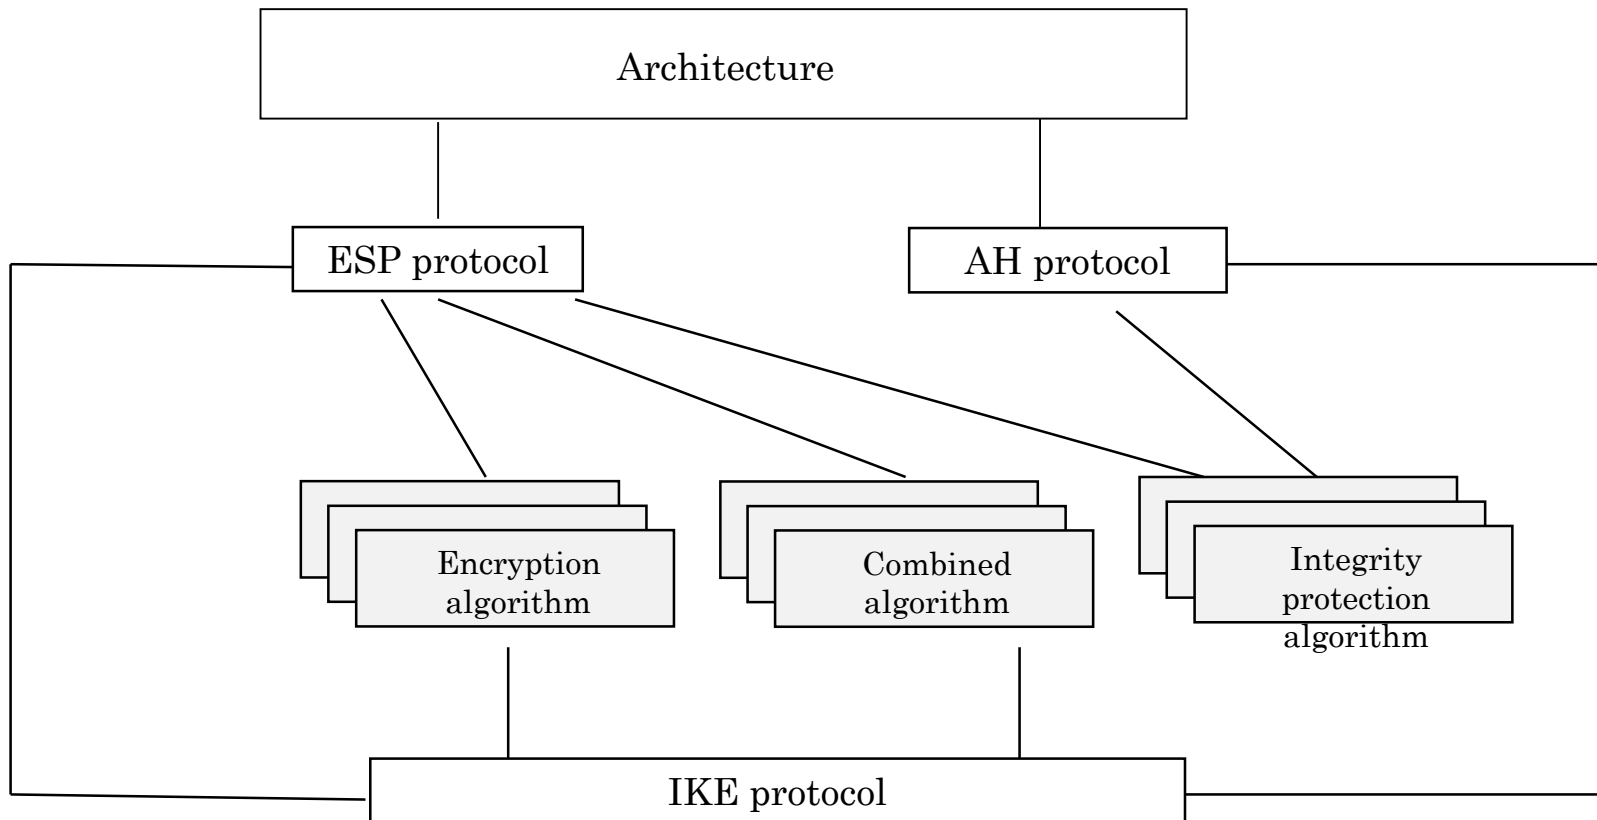 Architecture
ESP protocol
AH protocol
Encryption
algorithm
Combined
algorithm
Integrity
protection
algorithm
IKE protocol